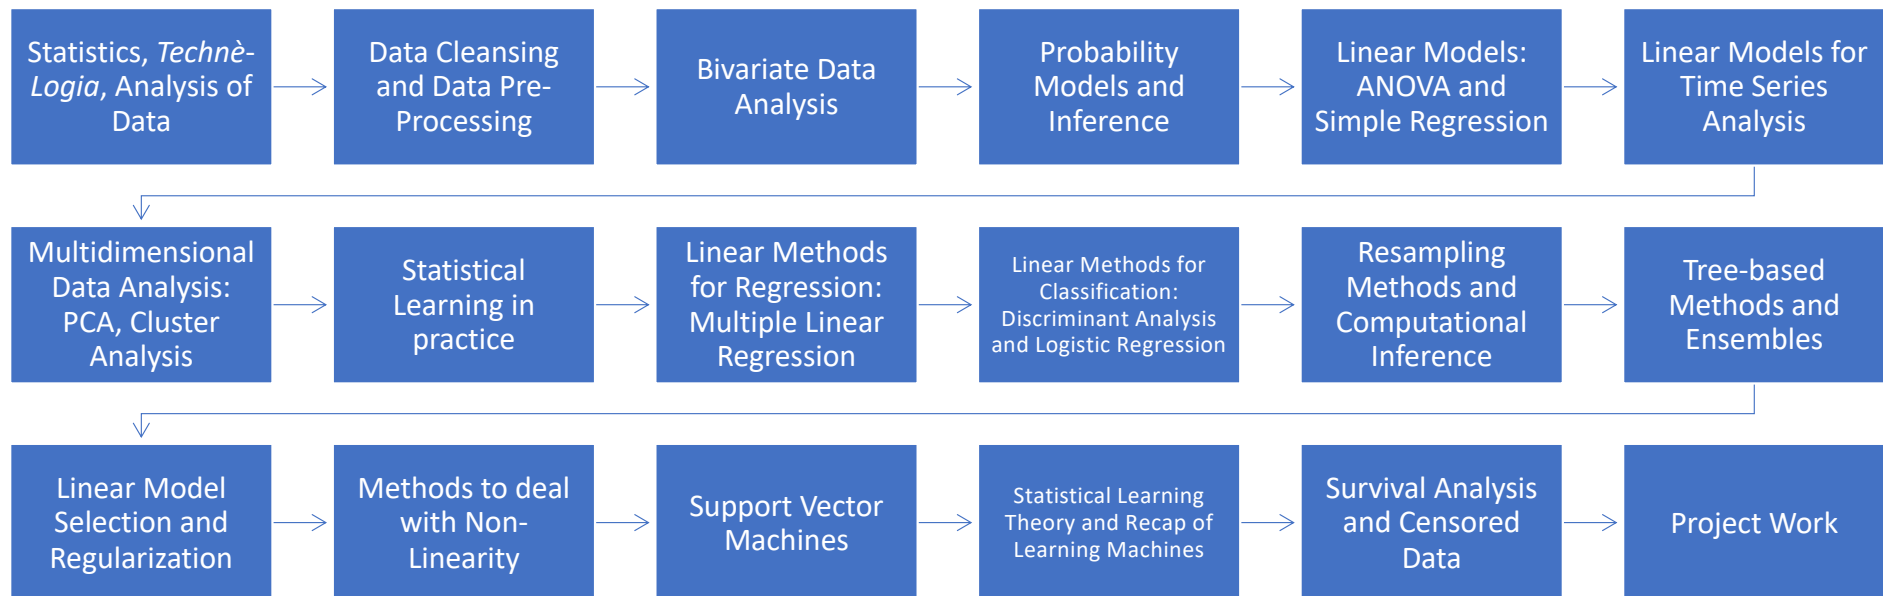 Statistics, Technè-
Logia, Analysis of
Data
Data Cleansing
and Data Pre-
Processing
Bivariate Data
Analysis
Probability
Models and
Inference
Linear Models:
ANOVA and
Simple Regression
Linear Models for
Time Series
Analysis
Multidimensional
Data Analysis:
PCA, Cluster
Analysis
Statistical
Learning in
practice
Linear Methods
for Regression:
Multiple Linear
Regression
Linear Methods for
Classification:
Discriminant Analysis
and Logistic Regression
Resampling
Methods and
Computational
Inference
Tree-based
Methods and
Ensembles
Linear Model
Selection and
Regularization
Methods to deal
with Non-
Linearity
Support Vector
Machines
Statistical Learning
Theory and Recap of
Learning Machines
Survival Analysis
and Censored
Data
Project Work